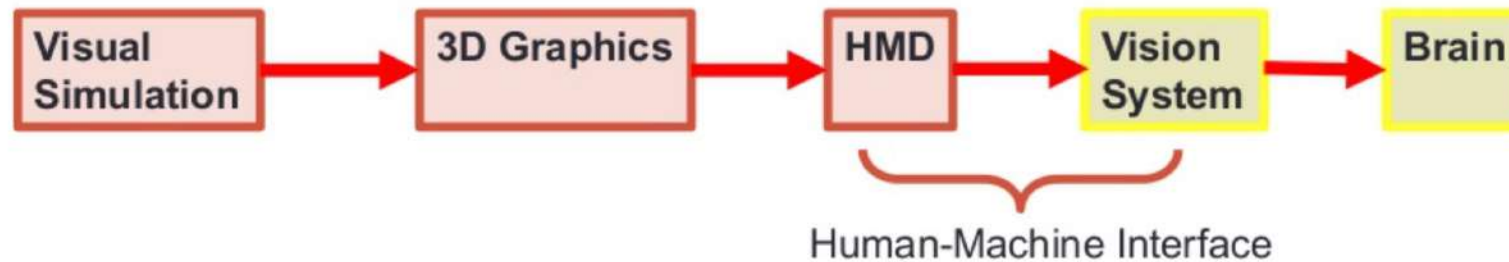 Visual
Simulation
3D Graphics
HMD
Vision
System
Brain
Human-Machine Interface